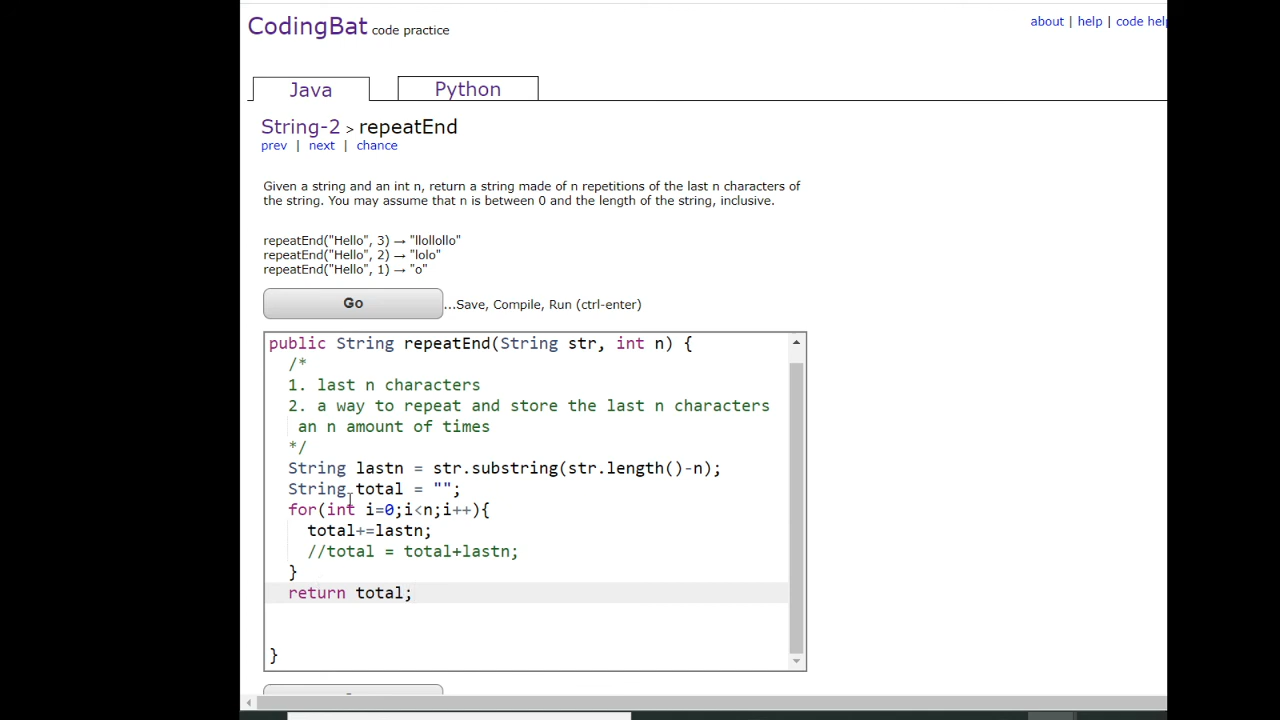 CodingBat code practice
about | help | code help
Java
Python
String-2 > repeatEnd
prev | next | chance
Given a string and an int n, return a string made of n repetitions of the last n characters of
the string. You may assume that n is between 0 and the length of the string, inclusive.
repeatEnd("Hello", 3) → "llollollo"
repeatEnd("Hello", 2) → "lolo"
repeatEnd("Hello", 1) → "o"
Go
...Save, Compile, Run (ctrl-enter)
public String repeatEnd(String str, int n) {
/*
1. last n characters
2. a way to repeat and store the last n characters
an n amount of times
*/
String lastn = str.substring(str.length()-n);
String total = "";
for(int i=0;i<n;i++){
total+=lastn;
//total = total+lastn;
}
return total;
}